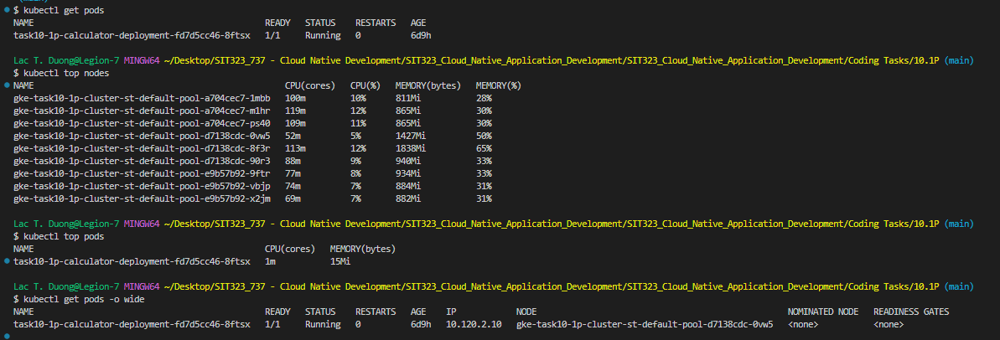 $ kubectl get pods
NAME READY STATUS RESTARTS AGE
task10-1p-calculator-deployment-fd7d5cc46-8ftsx 1/1 Running 0 6d9h
Lac T. Duong@Legion-7 MINGW64 ~/Desktop/SIT323_737 - Cloud Native Development/SIT323_Cloud_Native_Application_Development/Coding Tasks/10.1P (main)
$ kubectl top nodes
NAME CPU(cores) CPU(%) MEMORY(bytes) MEMORY(%)
gke-task10-1p-cluster-st-default-pool-a704cec7-1mbb 100m 10% 811Mi 28%
gke-task10-1p-cluster-st-default-pool-a704cec7-m1hr 119m 12% 865Mi 30%
gke-task10-1p-cluster-st-default-pool-a704cec7-ps40 109m 11% 865Mi 30%
gke-task10-1p-cluster-st-default-pool-d7138cdc-0vw5 52m 5% 1427Mi 50%
gke-task10-1p-cluster-st-default-pool-d7138cdc-8f3r 113m 12% 1838Mi 65%
gke-task10-1p-cluster-st-default-pool-d7138cdc-90r3 88m 9% 940Mi 33%
gke-task10-1p-cluster-st-default-pool-e9b57b92-9ftr 77m 8% 934Mi 33%
gke-task10-1p-cluster-st-default-pool-e9b57b92-vbjp 74m 7% 884Mi 31%
gke-task10-1p-cluster-st-default-pool-e9b57b92-x2jm 69m 7% 882Mi 31%
Lac T. Duong@Legion-7 MINGW64 ~/Desktop/SIT323_737 - Cloud Native Development/SIT323_Cloud_Native_Application_Development/Coding Tasks/10.1P (main)
$ kubectl top pods
NAME CPU(cores) MEMORY(bytes)
task10-1p-calculator-deployment-fd7d5cc46-8ftsx 1m 15Mi
Lac T. Duong@Legion-7 MINGW64 ~/Desktop/SIT323_737 - Cloud Native Development/SIT323_Cloud_Native_Application_Development/Coding Tasks/10.1P (main)
$ kubectl get pods -o wide
NAME READY STATUS RESTARTS AGE IP NODE NOMINATED NODE READINESS GATES
task10-1p-calculator-deployment-fd7d5cc46-8ftsx 1/1 Running 0 6d9h 10.120.2.10 gke-task10-1p-cluster-st-default-pool-d7138cdc-0vw5 <none> <none>